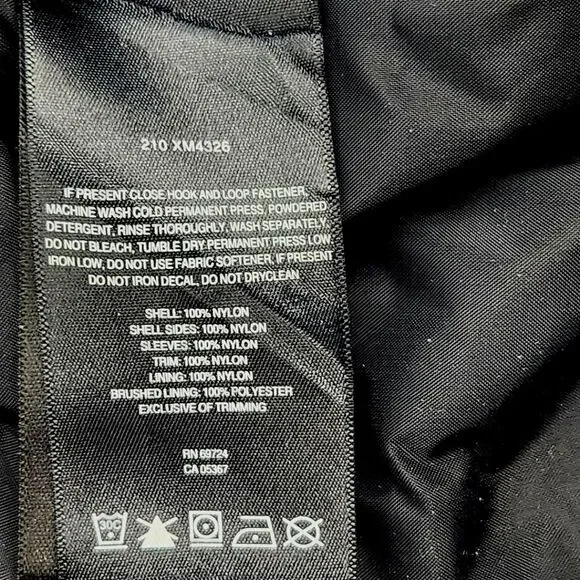 210 XM4326
IF PRESENT CLOSE HOOK AND LOOP FASTENER,
MACHINE WASH COLD PERMANENT PRESS, POWDERED
DETERGENT, RINSE THOROUGHLY, WASH SEPARATELY
DO NOT BLEACH, TUMBLE DRY PERMANENT PRESS LOW
IRON LOW, DO NOT USE FABRIC SOFTENER, IF PRESENT
DO NOT IRON DECAL, DO NOT DRYCLEAN
SHELL: 100% NYLON
SHELL SIDES: 100% NYLON
SLEEVES: 100% NYLON
TRIM: 100% NYLON
LINING: 100% NYLON
BRUSHED LINING: 100% POLYESTER
EXCLUSIVE OF TRIMMING
RN 69724
CA 05367
30C